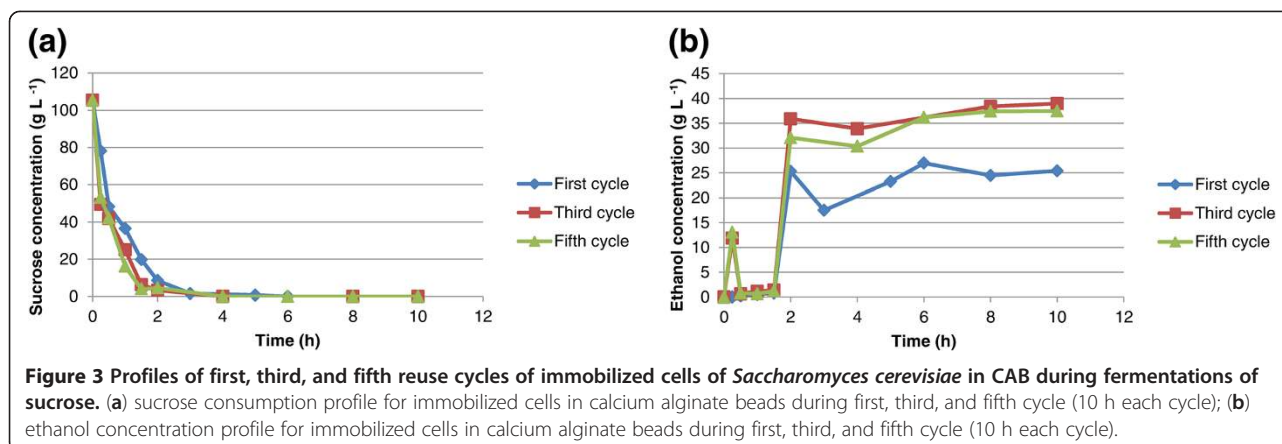 (a)
120
100
80
60
40
20
0
Sucrose concentration (g L⁻¹)
0 2 4 6 8 10 12
Time (h)
First cycle
Third cycle
Fifth cycle
(b)
45
40
35
30
25
20
15
10
5
0
Ethanol concentration (g L⁻¹)
0 2 4 6 8 10 12
Time (h)
First cycle
Third cycle
Fifth cycle
Figure 3 Profiles of first, third, and fifth reuse cycles of immobilized cells of Saccharomyces cerevisiae in CAB during fermentations of
sucrose. (a) sucrose consumption profile for immobilized cells in calcium alginate beads during first, third, and fifth cycle (10 h each cycle); (b)
ethanol concentration profile for immobilized cells in calcium alginate beads during first, third, and fifth cycle (10 h each cycle).